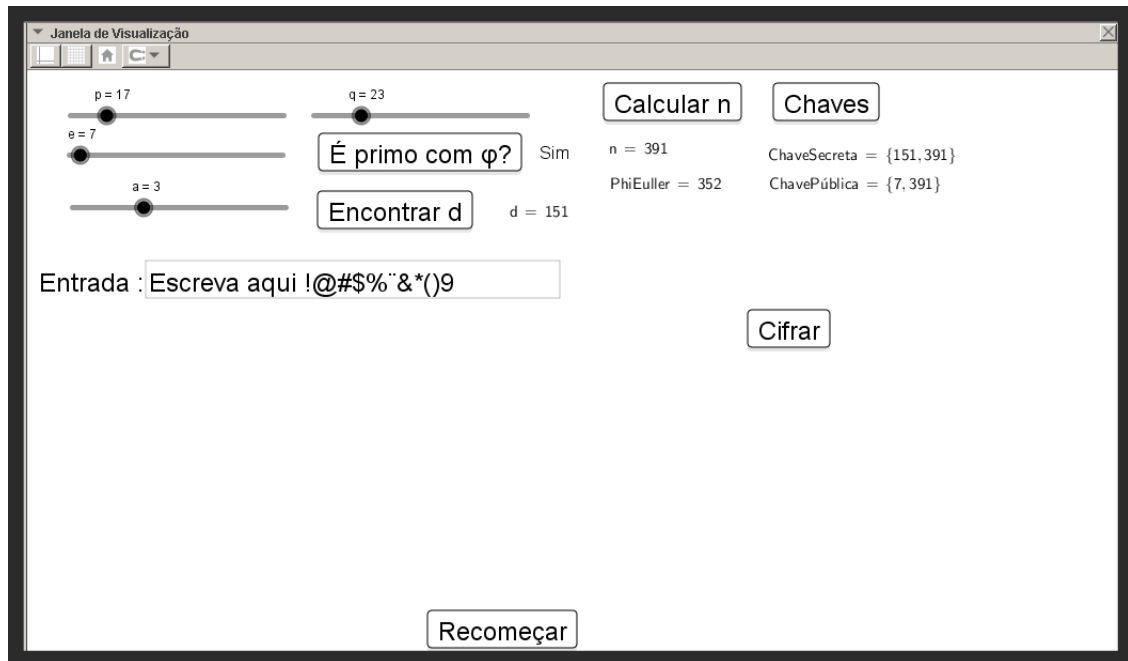 Janela de Visualização
p = 17
q = 23
Calcular n
Chaves
e = 7
É primo com φ?
Sim
n = 391
ChaveSecreta = {151, 391}
a = 3
PhiEuller = 352
ChavePública = {7, 391}
Encontrar d
d = 151
Entrada : Escreva aqui !@#$%¨&*()9
Cifrar
Recomeçar